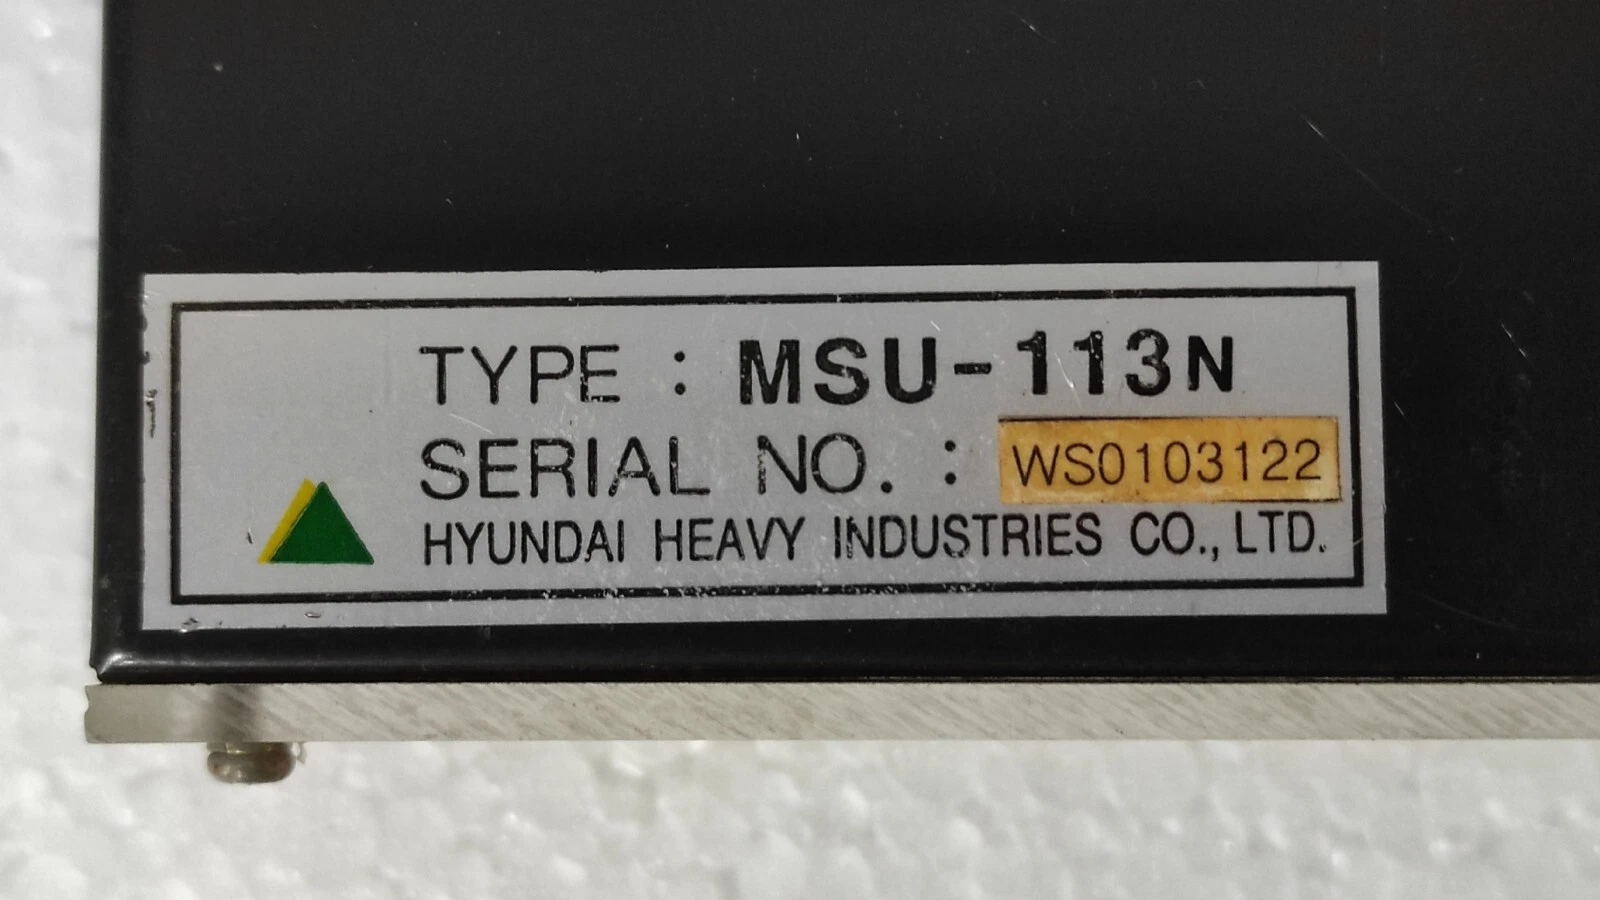 TYPE : MSU-113N
SERIAL NO. : WS0103122
HYUNDAI HEAVY INDUSTRIES CO., LTD.